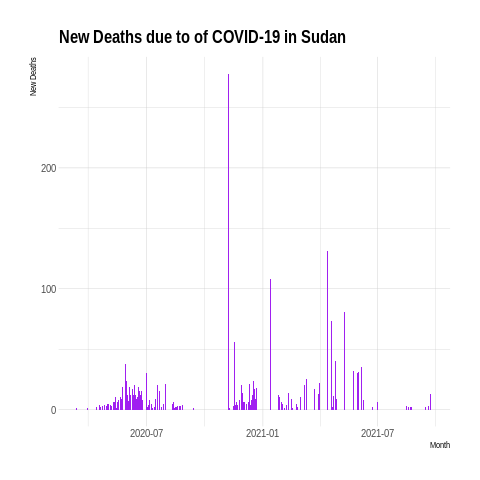 New Deaths due to of COVID-19 in Sudan
New Deaths
200
100
0
2020-07 2021-01 2021-07
Month